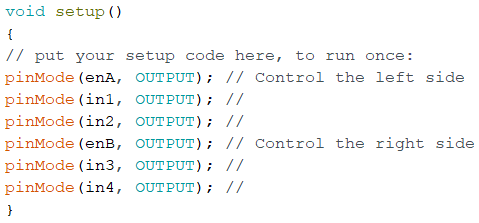 void setup()
{
// put your setup code here, to run once:
pinMode(enA, OUTPUT); // Control the left side
pinMode(in1, OUTPUT); //
pinMode(in2, OUTPUT); //
pinMode(enB, OUTPUT); // Control the right side
pinMode(in3, OUTPUT); //
pinMode(in4, OUTPUT); //
}